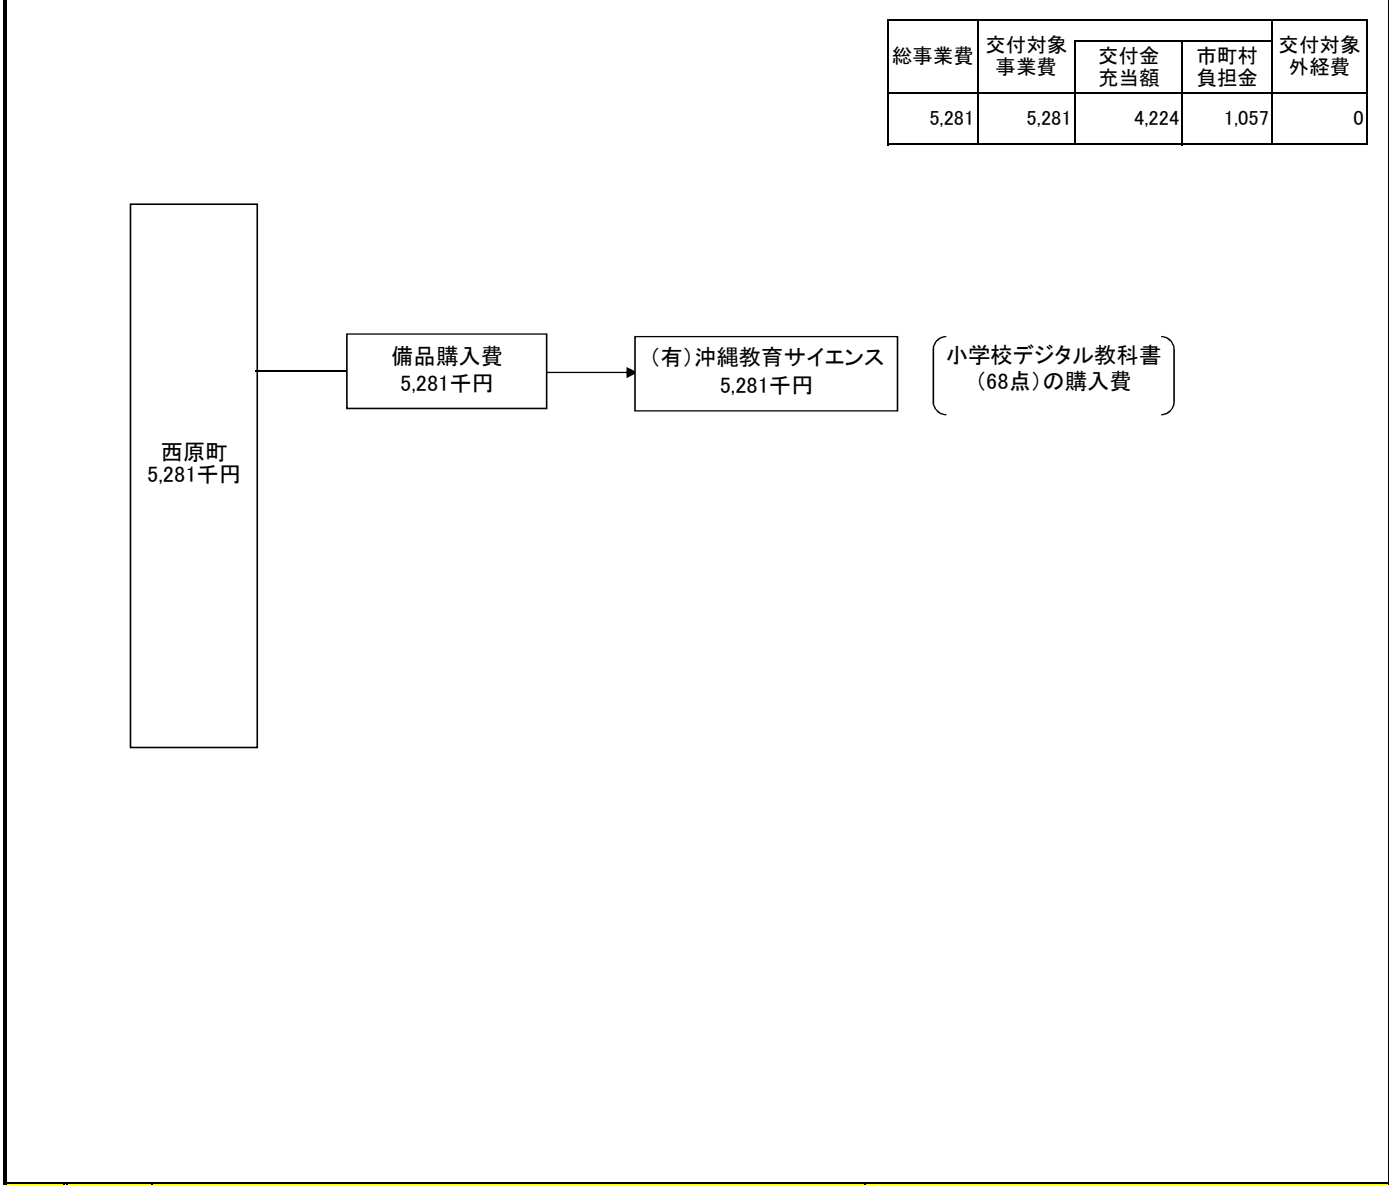 総事業費
交付対象
事業費
交付金
充当額
市町村
負担金
交付対象
外経費
5,281 5,281 4,224 1,057 0
西原町
5,281千円
備品購入費
5,281千円
（有）沖縄教育サイエンス
5,281千円
小学校デジタル教科書
（68点）の購入費